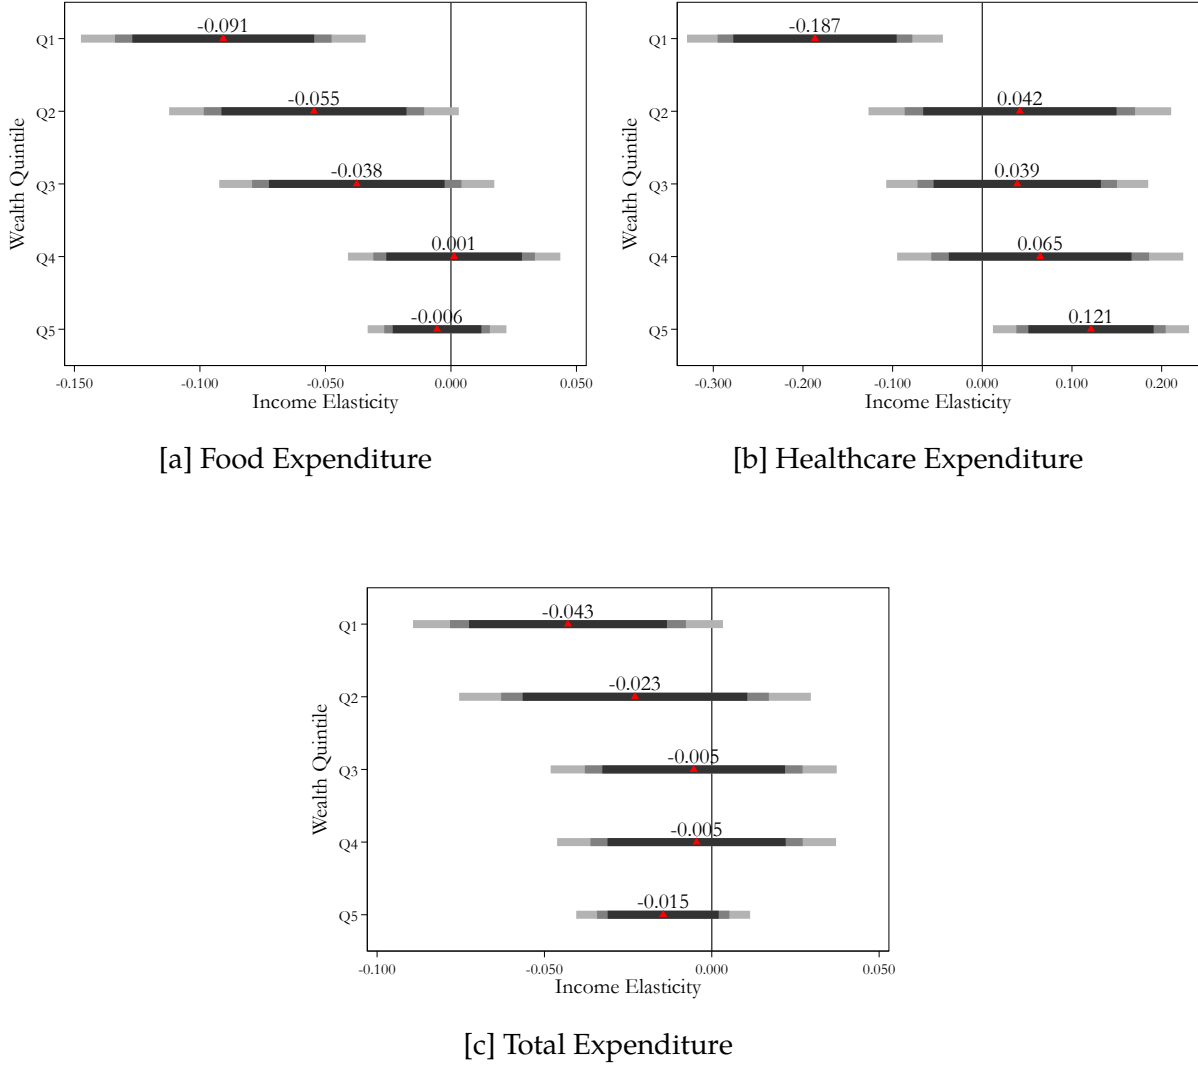 -0.091
Q1
-0.055
Q2
-0.038
Q3
0.001
Q4
-0.006
Q5
Wealth Quintile
-0.150 -0.100 -0.050 0.000 0.050
Income Elasticity
[a] Food Expenditure
-0.187
Q1
0.042
Q2
0.039
Q3
0.065
Q4
0.121
Q5
Wealth Quintile
-0.300 -0.200 -0.100 0.000 0.100 0.200
Income Elasticity
[b] Healthcare Expenditure
-0.043
Q1
-0.023
Q2
-0.005
Q3
-0.005
Q4
-0.015
Q5
Wealth Quintile
-0.100 -0.050 0.000 0.050
Income Elasticity
[c] Total Expenditure